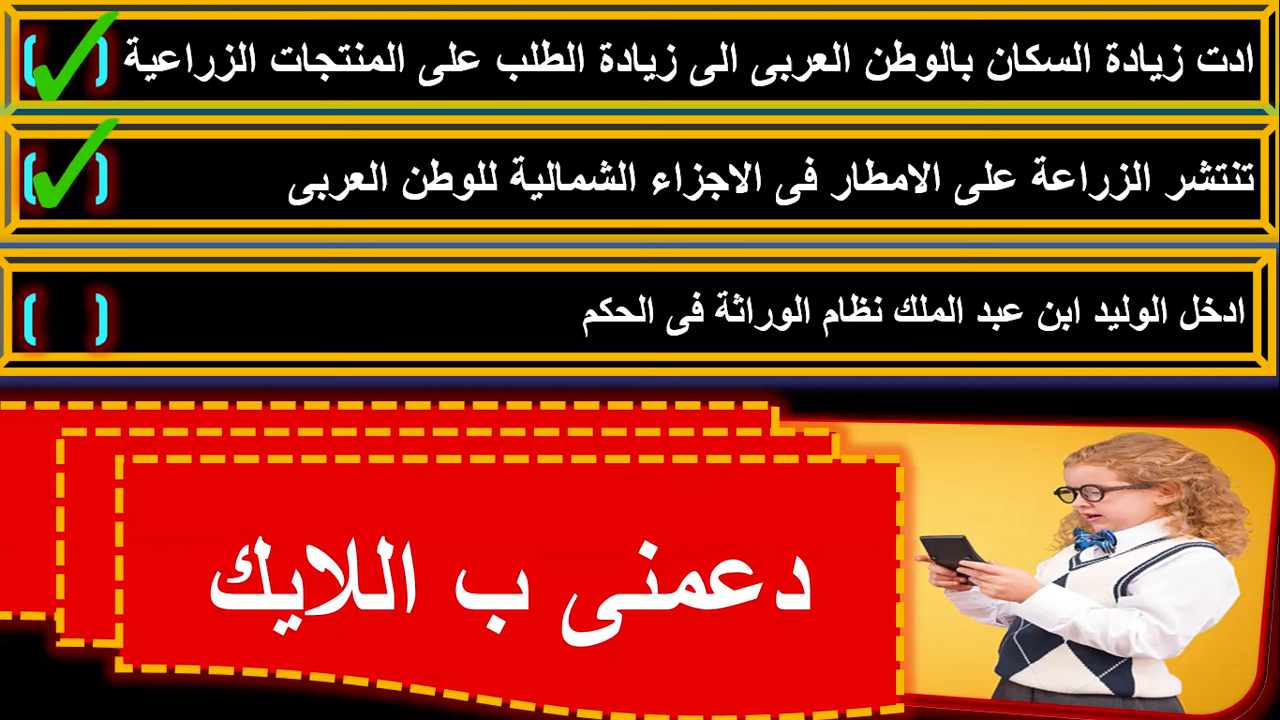 ادت زيادة السكان بالوطن العربى الى زيادة الطلب على المنتجات الزراعية ( )
تنتشر الزراعة على الامطار فى الاجزاء الشمالية للوطن العربى ( )
ادخل الوليد ابن عبد الملك نظام الوراثة فى الحكم ( )
دعمنى ب اللايك